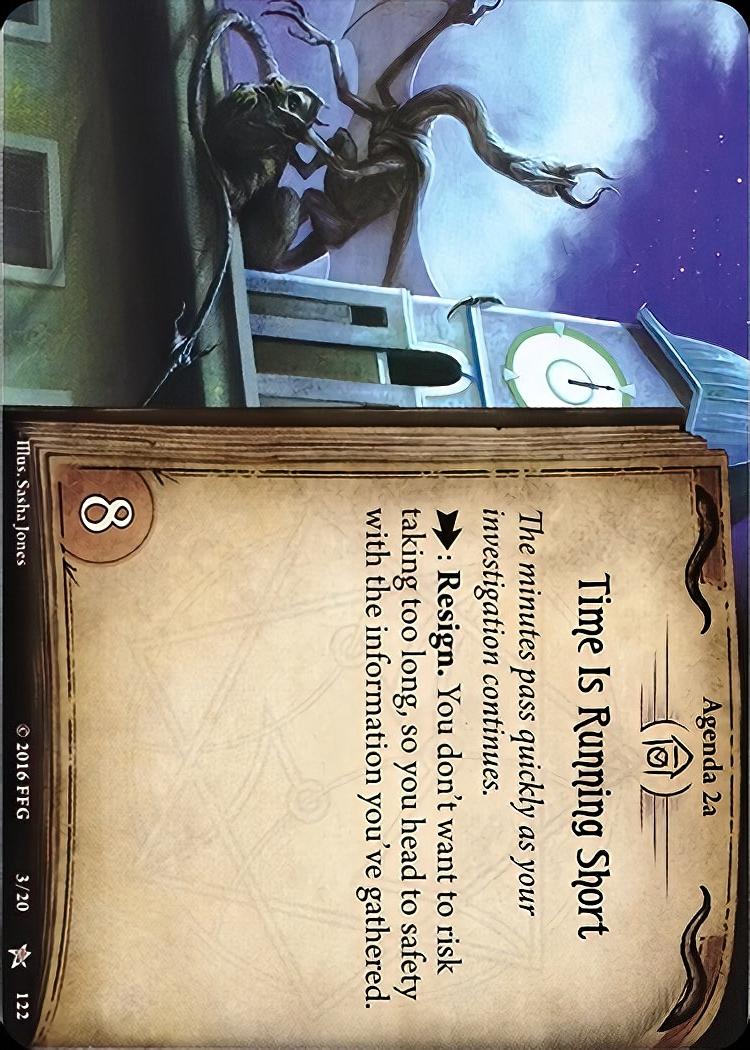 Agenda 2a
Time Is Running Short
The minutes pass quickly as your
investigation continues.
: Resign. You don't want to risk
taking too long, so you head to safety
with the information you've gathered.
8
Illus. Sasha Jones
© 2016 FFG
3/20
122